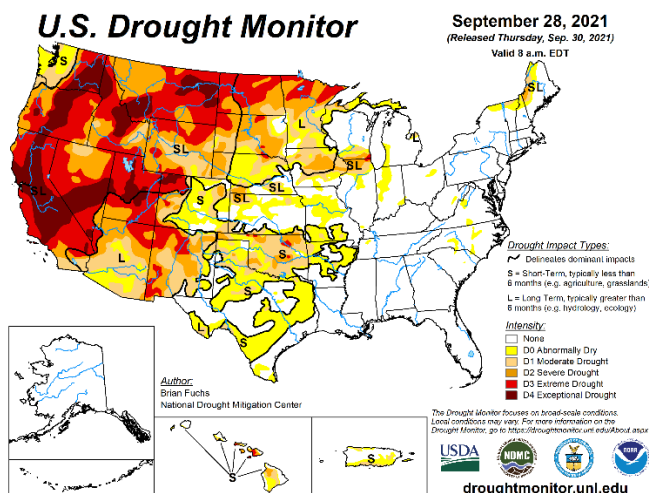 U.S. Drought Monitor
September 28, 2021
(Released Thursday, Sep. 30, 2021)
Valid 8 a.m. EDT
S
SL
L
L
SL
SL
SL
SL
S
SL
L
S
S
L
S
Drought Impact Types:
Delineates dominant impacts
S = Short-Term, typically less than
6 months (e.g. agriculture, grasslands)
L = Long-Term, typically greater than
6 months (e.g. hydrology, ecology)
Intensity:
None
D0 Abnormally Dry
D1 Moderate Drought
D2 Severe Drought
D3 Extreme Drought
D4 Exceptional Drought
Author:
Brian Fuchs
National Drought Mitigation Center
S
S
The Drought Monitor focuses on broad-scale conditions.
Local conditions may vary. For more information on the
Drought Monitor, go to https://droughtmonitor.unl.edu/About.aspx
USDA
NDMC
NOAA
droughtmonitor.unl.edu